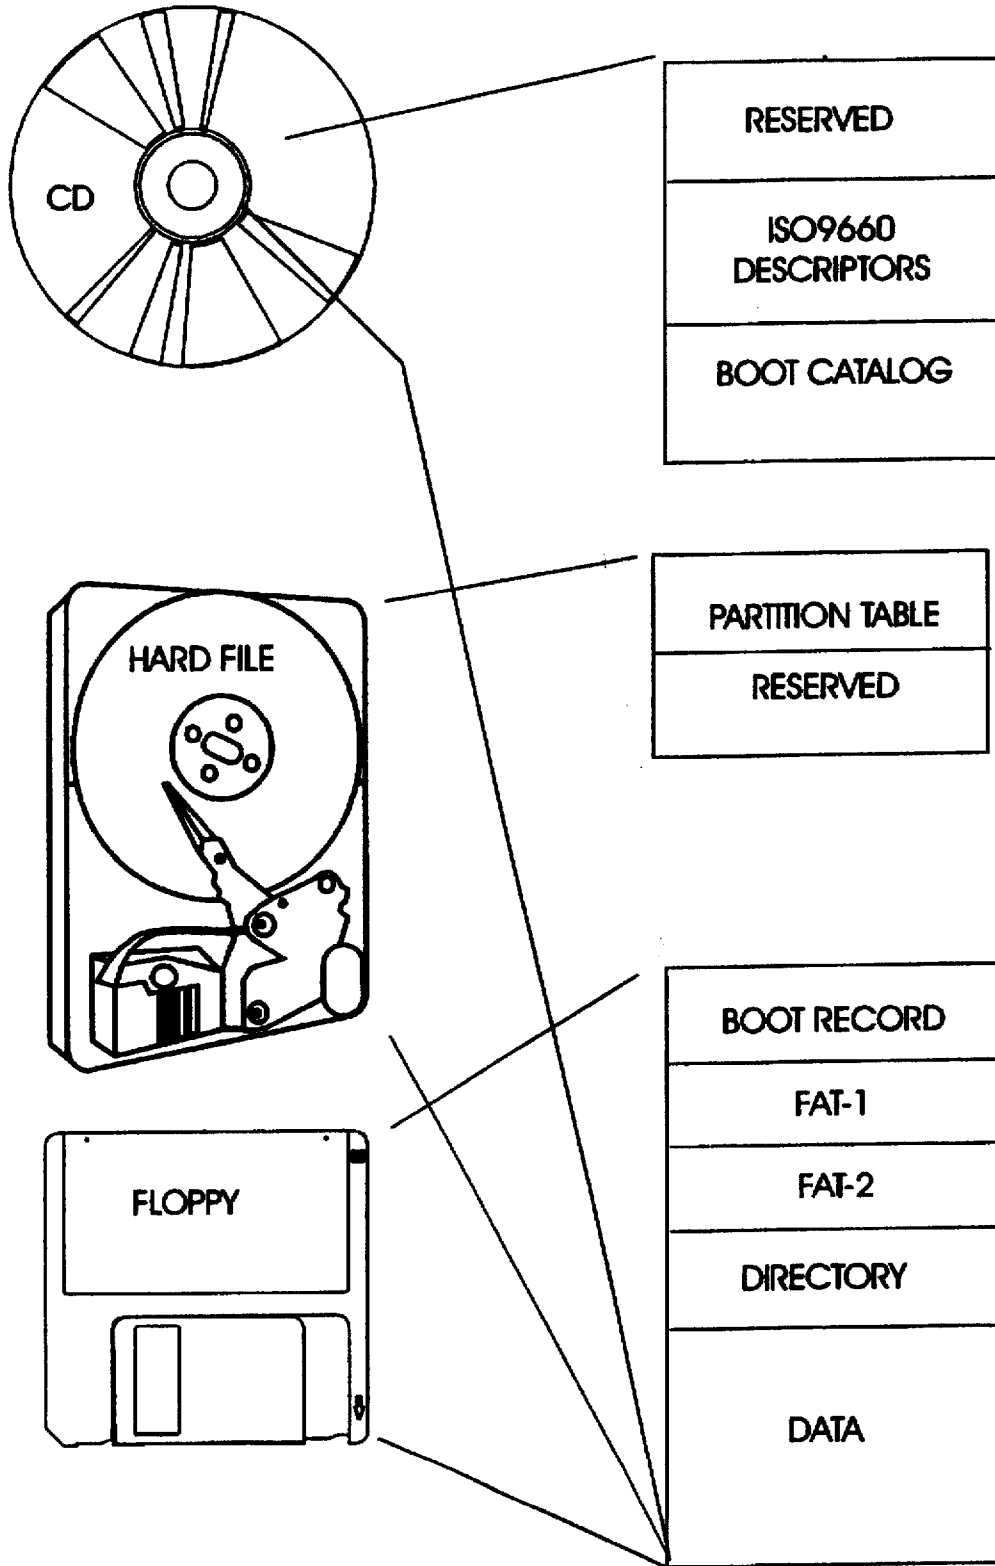 CD
RESERVED
ISO9660
DESCRIPTORS
BOOT CATALOG
HARD FILE
PARTITION TABLE
RESERVED
FLOPPY
BOOT RECORD
FAT-1
FAT-2
DIRECTORY
DATA